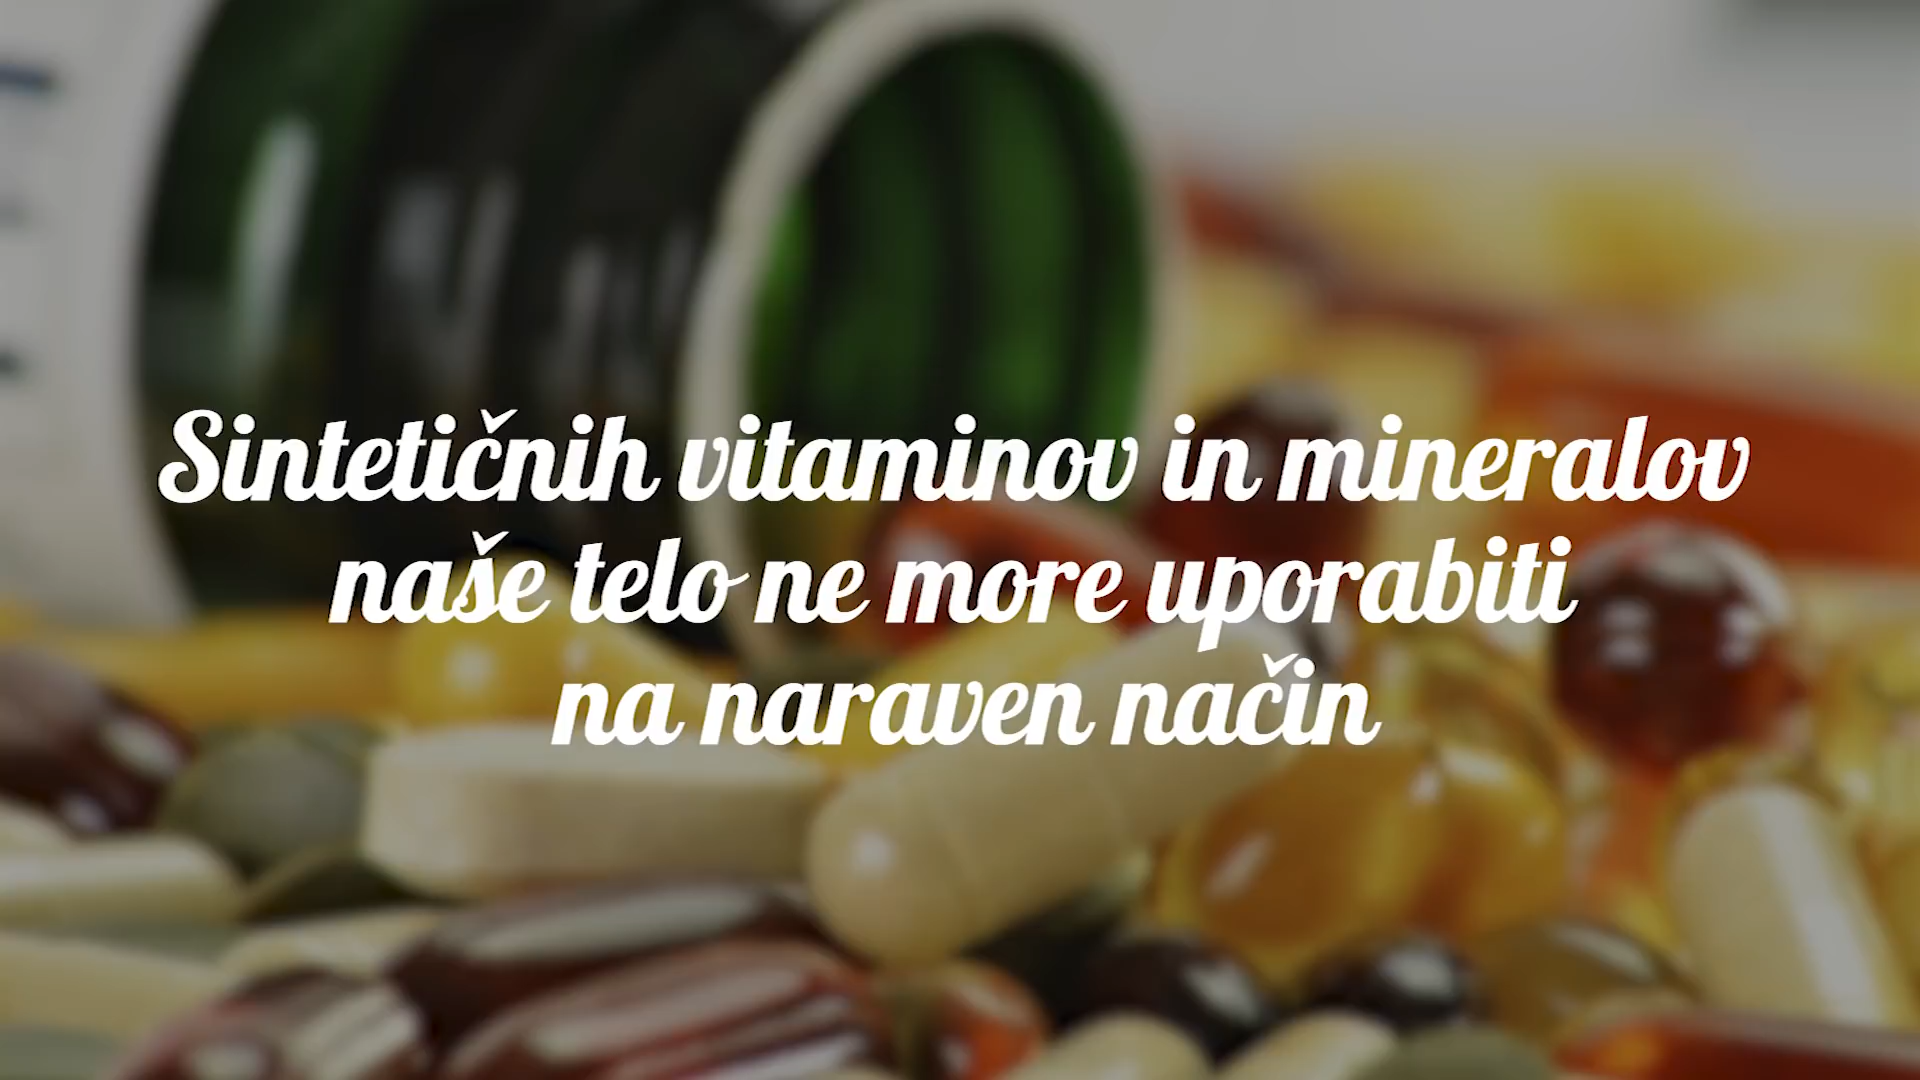 Sintetičnih vitaminov in mineralov
naše telo ne more uporabiti
na naraven način